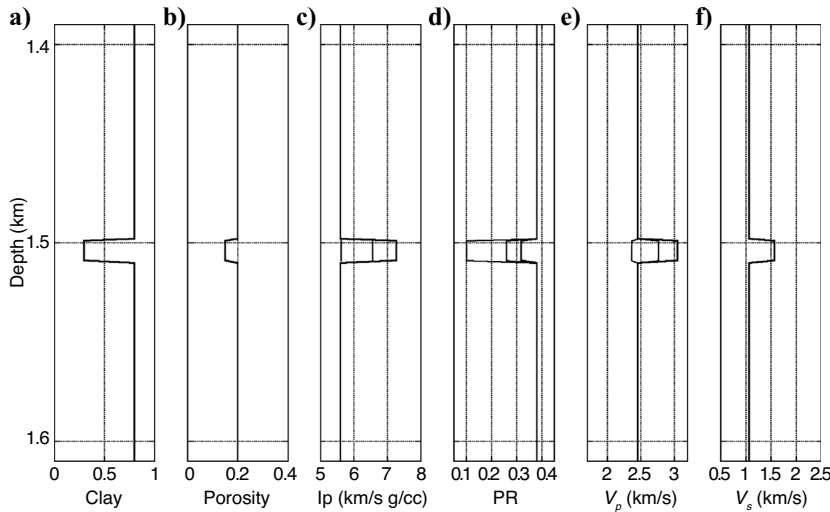 a) b) c) d) e) f)
1.4
1.5
1.6
Depth (km)
0 1 0 0.2 0.4 5 6 7 8 0.1 0.2 0.3 0.4 2 2.5 3 0.5 1 1.5 2 2.5
Clay Porosity Ip (km/s g/cc) PR Vp (km/s) Vs (km/s)